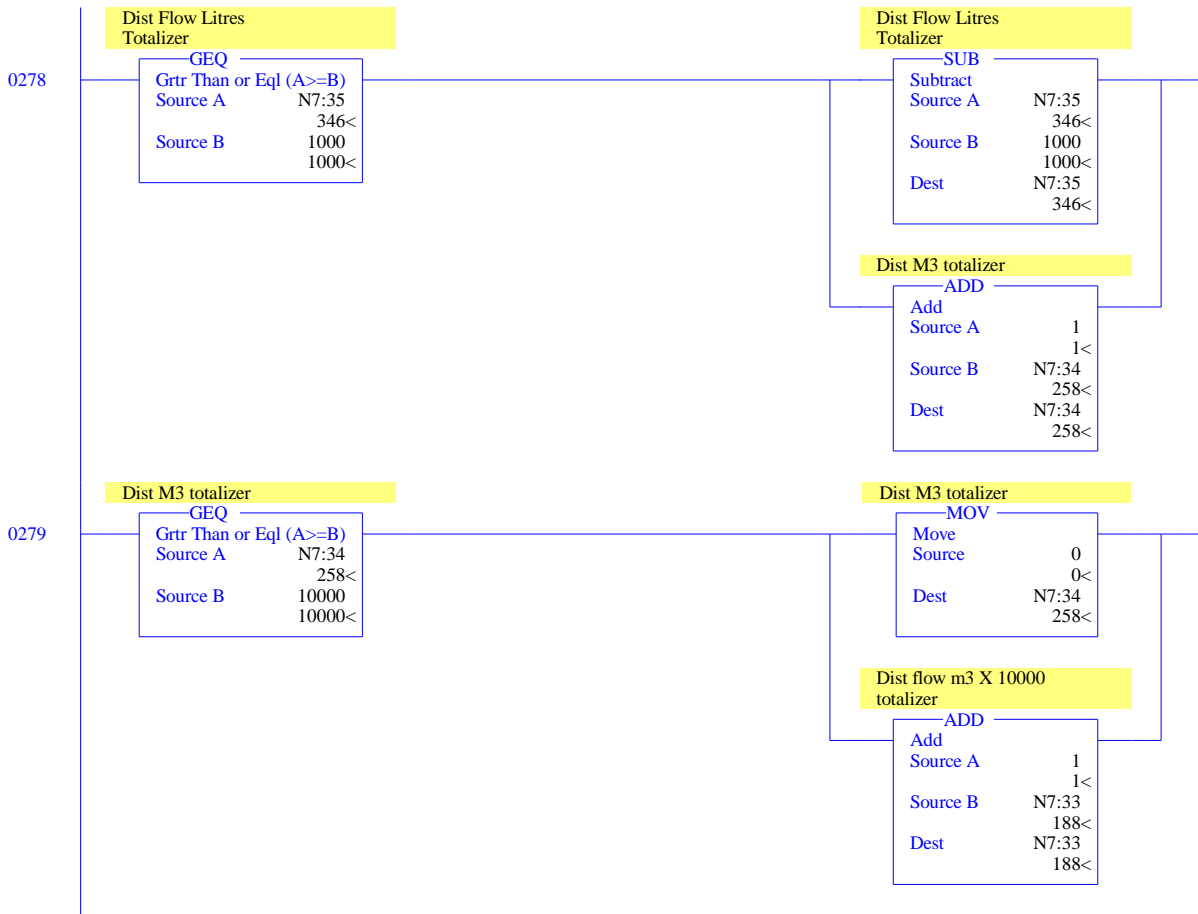 Dist Flow Litres
Totalizer
GEQ
0278
Grtr Than or Eql (A>=B)
Source A N7:35
346<
Source B 1000
1000<
Dist Flow Litres
Totalizer
SUB
Subtract
Source A N7:35
346<
Source B 1000
1000<
Dest N7:35
346<
Dist M3 totalizer
ADD
Add
Source A 1
1<
Source B N7:34
258<
Dest N7:34
258<
Dist M3 totalizer
GEQ
0279
Grtr Than or Eql (A>=B)
Source A N7:34
258<
Source B 10000
10000<
Dist M3 totalizer
MOV
Move
Source 0
0<
Dest N7:34
258<
Dist flow m3 X 10000
totalizer
ADD
Add
Source A 1
1<
Source B N7:33
188<
Dest N7:33
188<